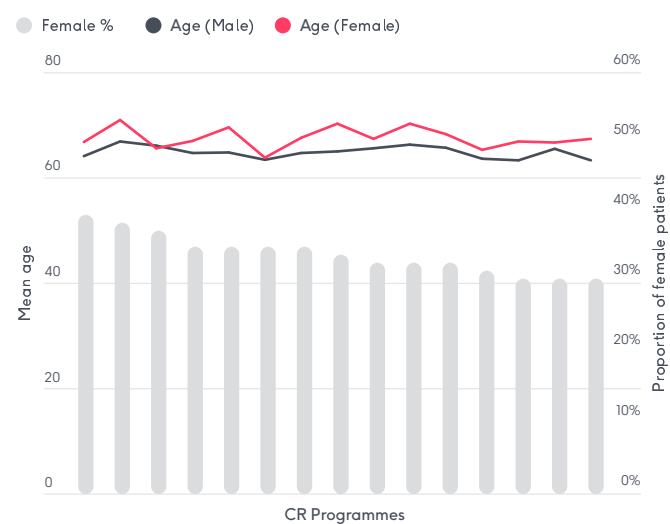 Female % Age (Male) Age (Female)
80 60%
50%
60
40%
40 30%
20%
20
10%
0 0%
Mean age
Proportion of female patients
CR Programmes